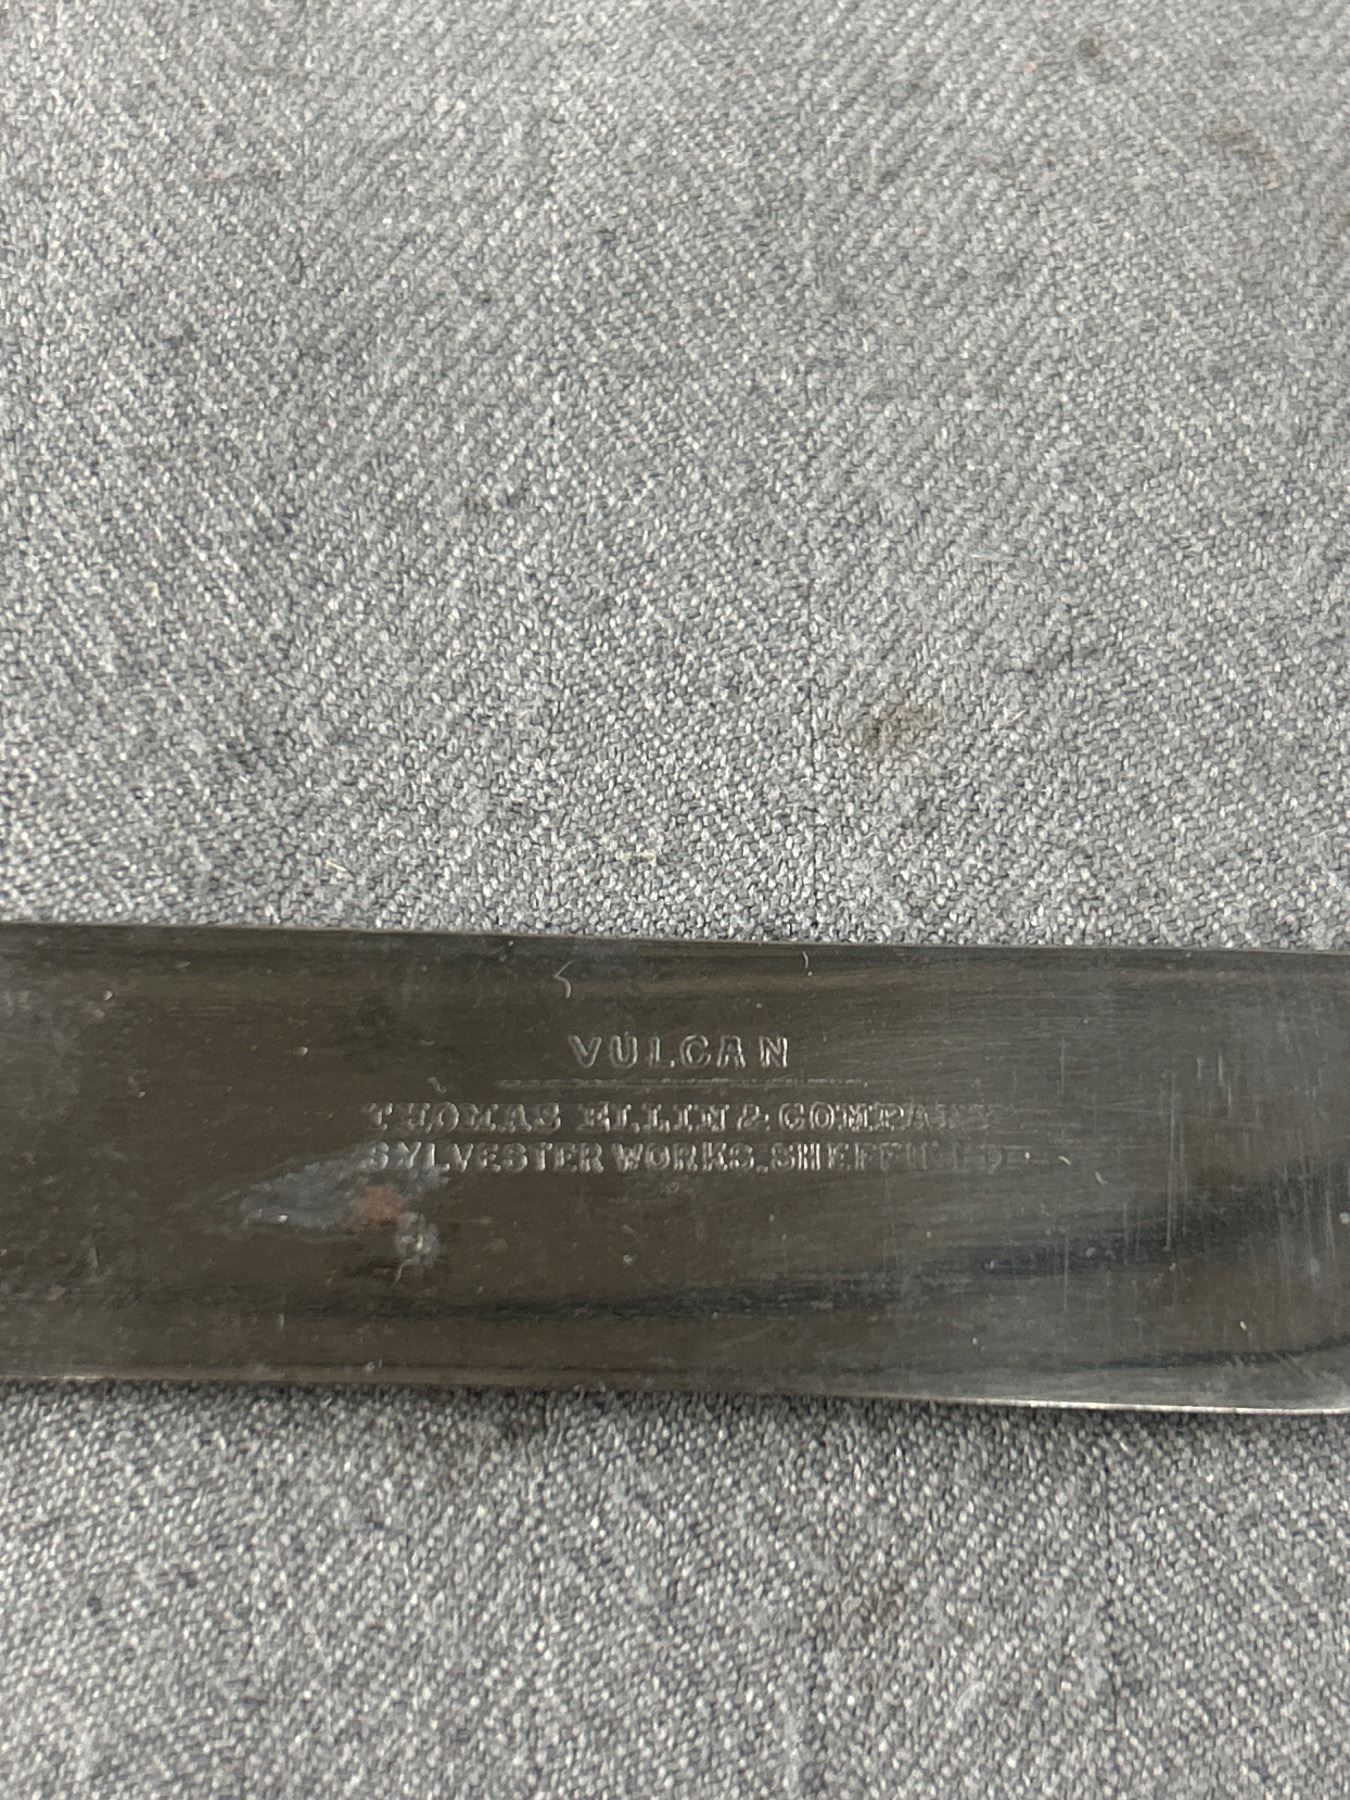 VULCAN
THOMAS ELLIN & COMPANY
SYLVESTER WORKS, SHEFFIELD